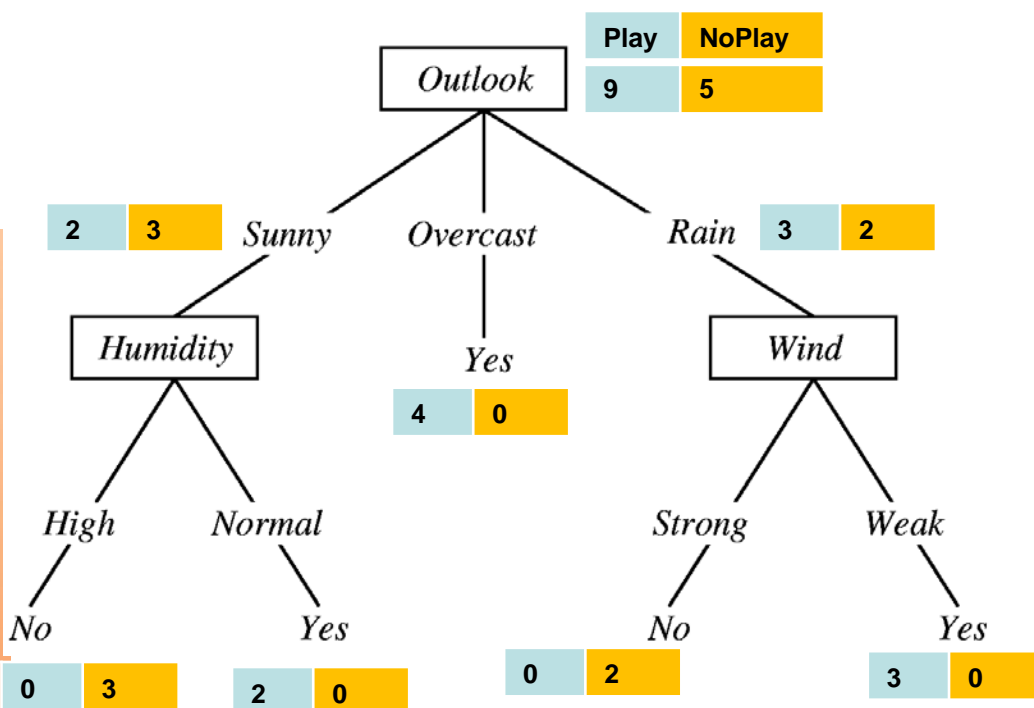 Play NoPlay
Outlook
9 5
2 3 Sunny Overcast Rain 3 2
Humidity Wind
Yes
4 0
High Normal Strong Weak
No Yes No Yes
0 3 2 0 0 2 3 0